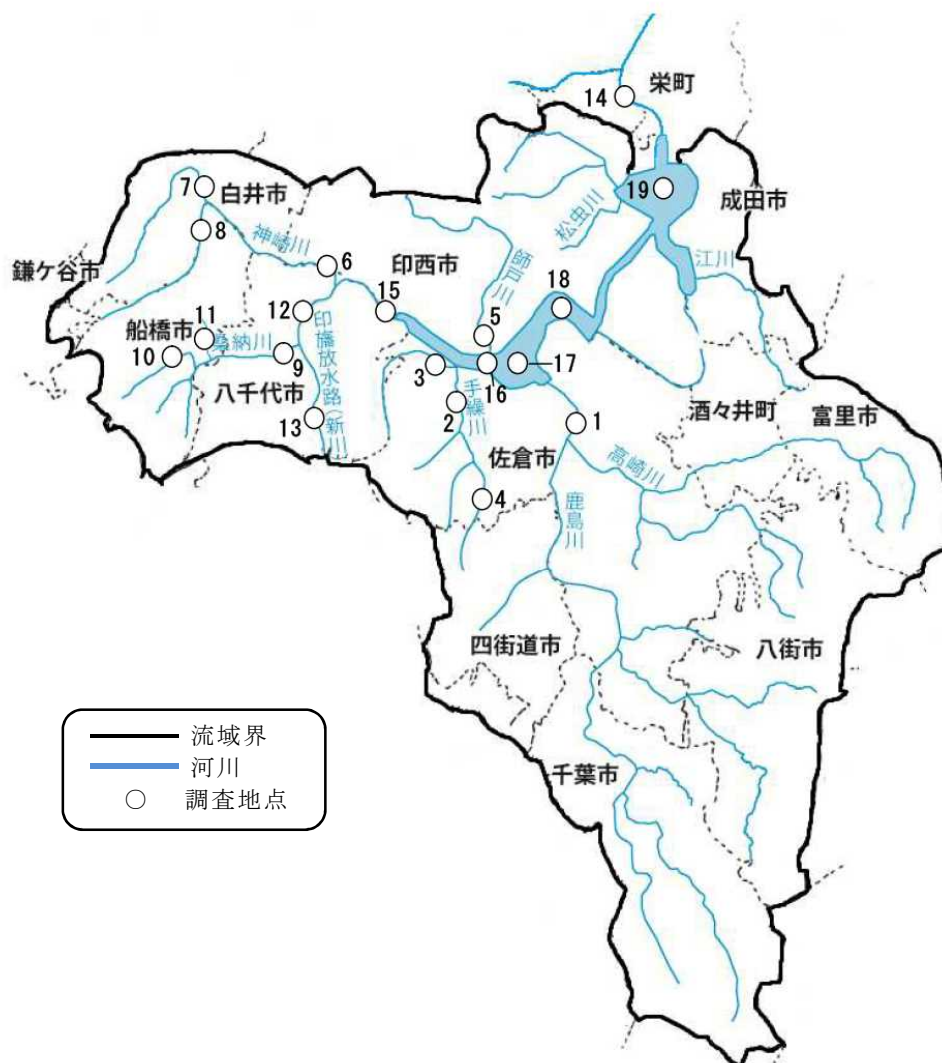 14
栄町
19
成田市
7
白井市
8
神崎川
松虫川
江川
鎌ケ谷市
印西市
師戸川
6
18
15
12
船橋市
11
5
10
桑納川
印旛放水路(新川)
9
3
16
17
八千代市
手繰川
2
13
1
酒々井町
富里市
佐倉市
高崎川
4
鹿島川
四街道市
八街市
千葉市
流域界
河川
調査地点